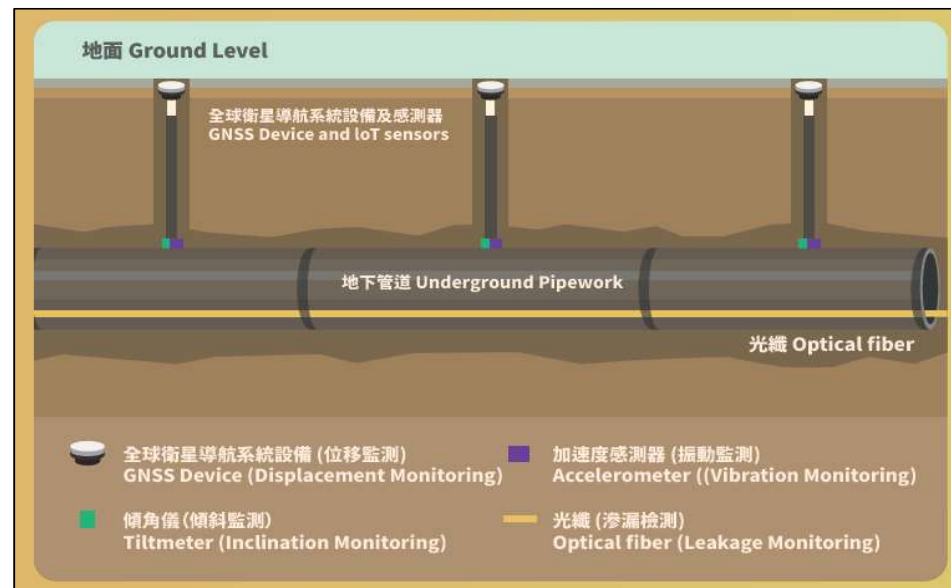 地面 Ground Level
全球衛星導航系統設備及感測器
GNSS Device and loT sensors
地下管道 Underground Pipework
光纖 Optical fiber
全球衛星導航系統設備 (位移監測)
GNSS Device (Displacement Monitoring)
加速度感測器 (振動監測)
Accelerometer ((Vibration Monitoring)
傾角儀(傾斜監測)
Tiltmeter (Inclination Monitoring)
光纖 (滲漏檢測)
Optical fiber (Leakage Monitoring)